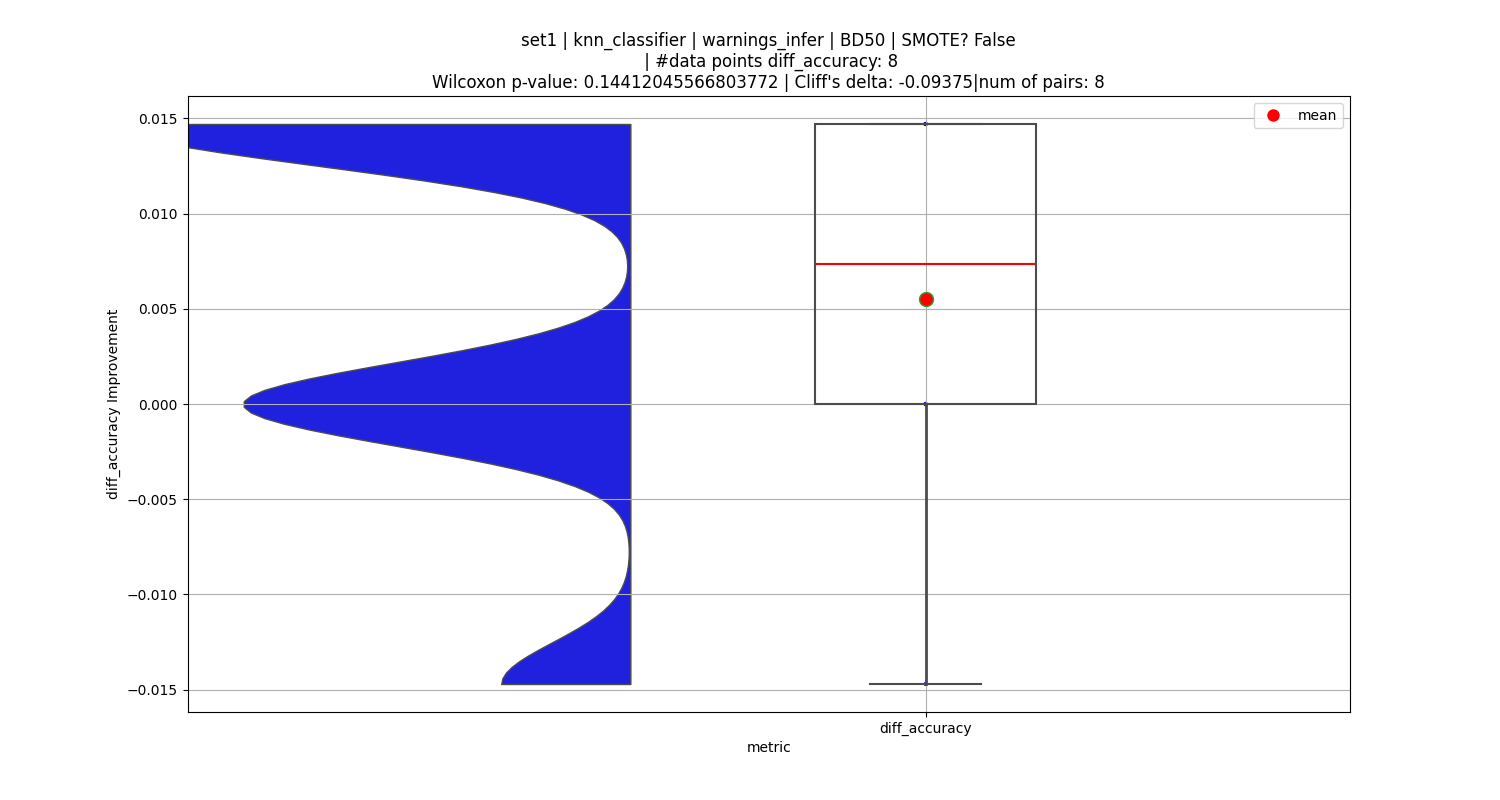 set1 | knn_classifier | warnings_infer | BD50 | SMOTE? False
| #data points diff_accuracy: 8
Wilcoxon p-value: 0.14412045566803772 | Cliff's delta: -0.09375|num of pairs: 8
mean
0.015
0.010
0.005
0.000
−0.005
−0.010
−0.015
diff_accuracy Improvement
diff_accuracy
metric